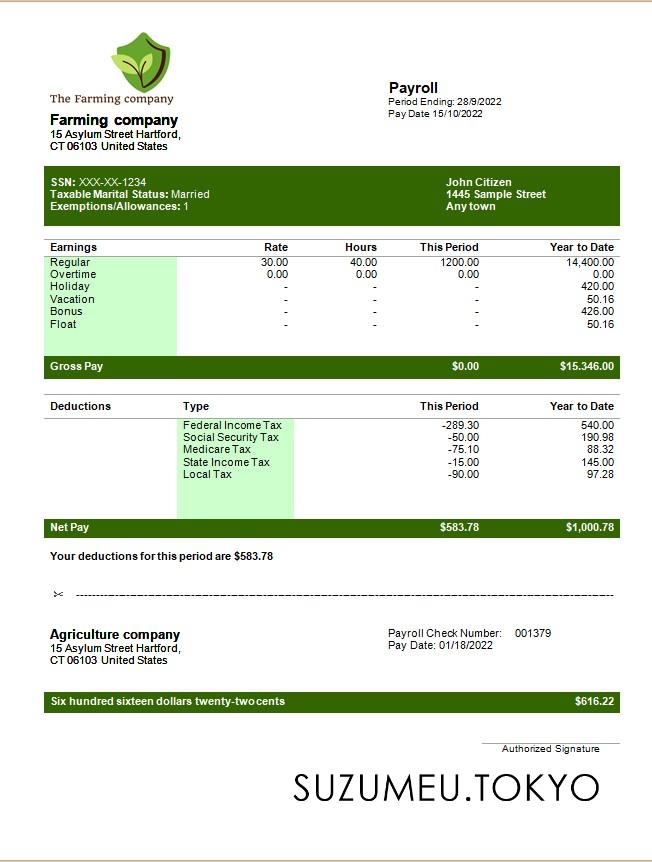 The Farming company
Farming company
15 Asylum Street Hartford,
CT 06103 United States
Payroll
Period Ending: 28/9/2022
Pay Date 15/10/2022
SSN: XXX-XX-1234
Taxable Marital Status: Married
Exemptions/Allowances: 1
John Citizen
1445 Sample Street
Any town
Earnings Rate Hours This Period Year to Date
Regular 30.00 40.00 1200.00 14,400.00
Overtime 0.00 0.00 0.00 0.00
Holiday - - - 420.00
Vacation - - - 50.16
Bonus - - - 426.00
Float - - - 50.16
Gross Pay $0.00 $15.346.00
Deductions Type This Period Year to Date
Federal Income Tax -289.30 540.00
Social Security Tax -50.00 190.98
Medicare Tax -75.10 88.32
State Income Tax -15.00 145.00
Local Tax -90.00 97.28
Net Pay $583.78 $1,000.78
Your deductions for this period are $583.78
Agriculture company
15 Asylum Street Hartford,
CT 06103 United States
Payroll Check Number: 001379
Pay Date: 01/18/2022
Six hundred sixteen dollars twenty-two cents $616.22
Authorized Signature
SUZUMEU.TOKYO